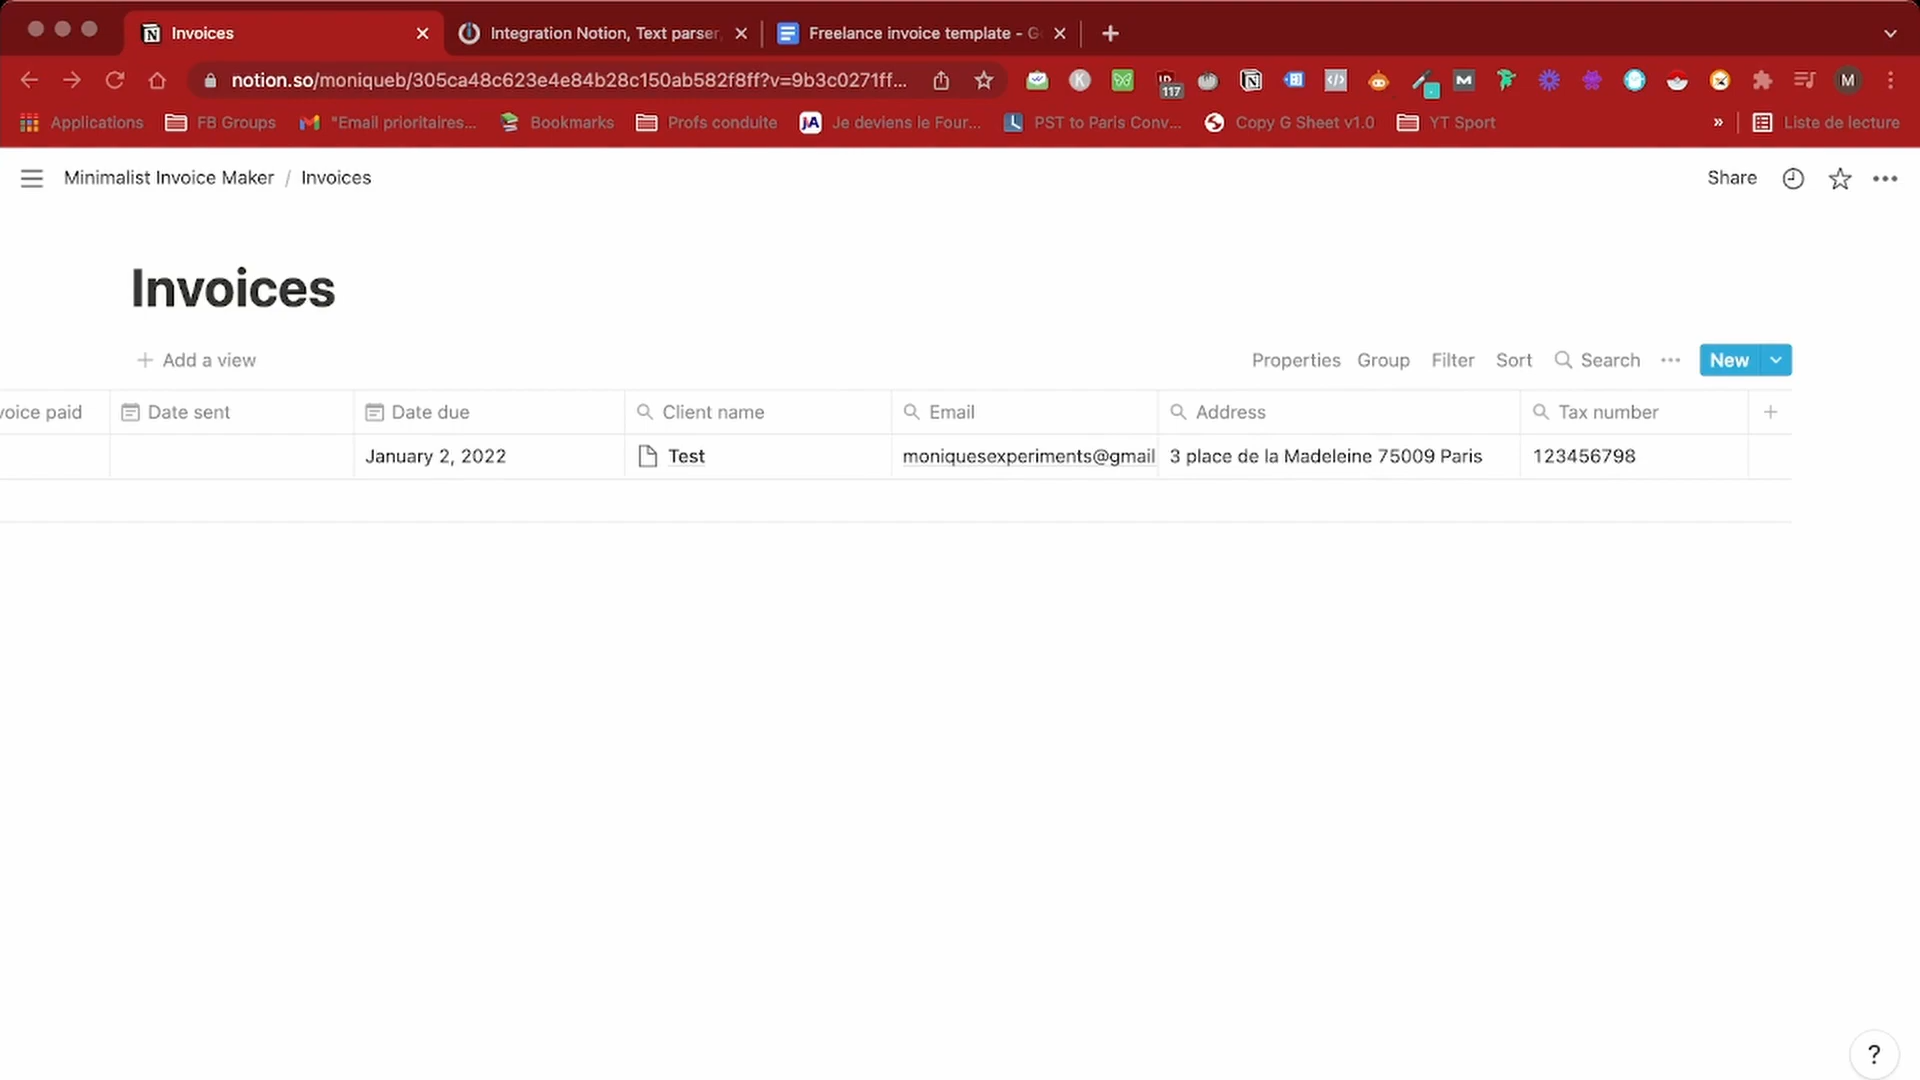 Invoices
Integration Notion, Text parser,
Freelance invoice template - G
notion.so/moniqueb/305ca48c623e4e84b28c150ab582f8ff?v=9b3c0271ff...
117
M
Applications
FB Groups
"Email prioritaires...
Bookmarks
Profs conduite
jA
Je deviens le Four...
PST to Paris Conv...
Copy G Sheet v1.0
YT Sport
»
Liste de lecture
Minimalist Invoice Maker / Invoices
Share
Invoices
+ Add a view
Properties
Group
Filter
Sort
Search
New
voice paid
Date sent
Date due
Client name
Email
Address
Tax number
January 2, 2022
Test
moniquesexperiments@gmail
3 place de la Madeleine 75009 Paris
123456798
?